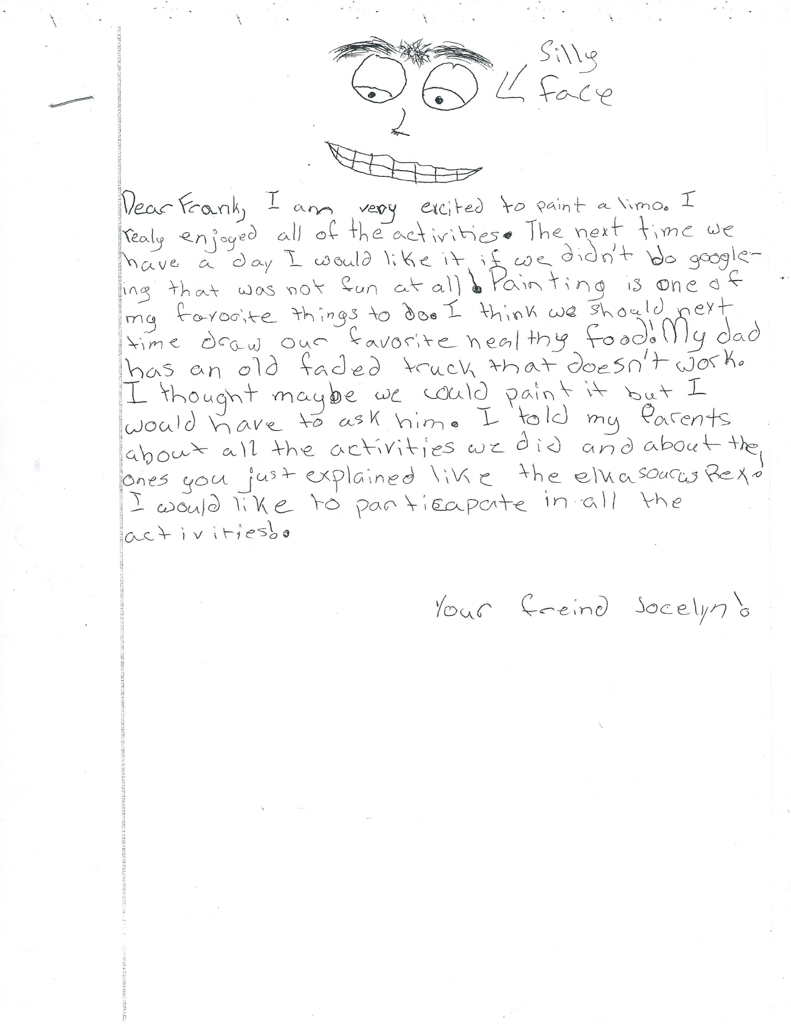 Silly
face
Dear Frank, I am very excited to paint a limo. I
realy enjoyed all of the activities. The next time we
have a day I would like it if we didn't do google-
ing that was not fun at all! Painting is one of
my favorite things to do. I think we should next
time draw our favorite healthy food! My dad
has an old faded truck that doesn't work.
I thought maybe we could paint it but I
would have to ask him. I told my Parents
about all the activities we did and about the
ones you just explained like the elkasourus Rex!
I would like to particapate in all the
activities!.
Your freind Jocelyn!